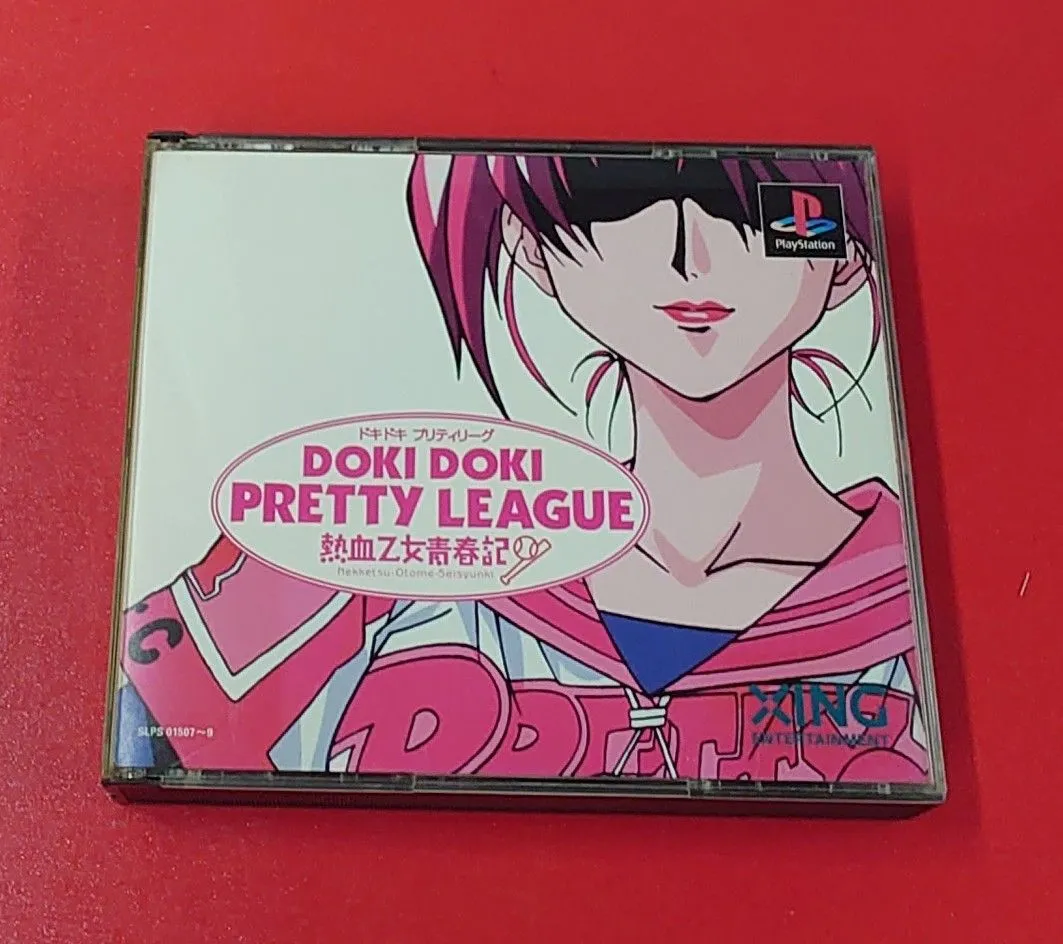 PlayStation
ドキドキ プリティリーグ
DOKI DOKI
PRETTY LEAGUE
熱血乙女青春記
Nekketsu-Otome-Seisyunki
C
PRETT
XING
ENTERTAINMENT
SLPS 01507~9